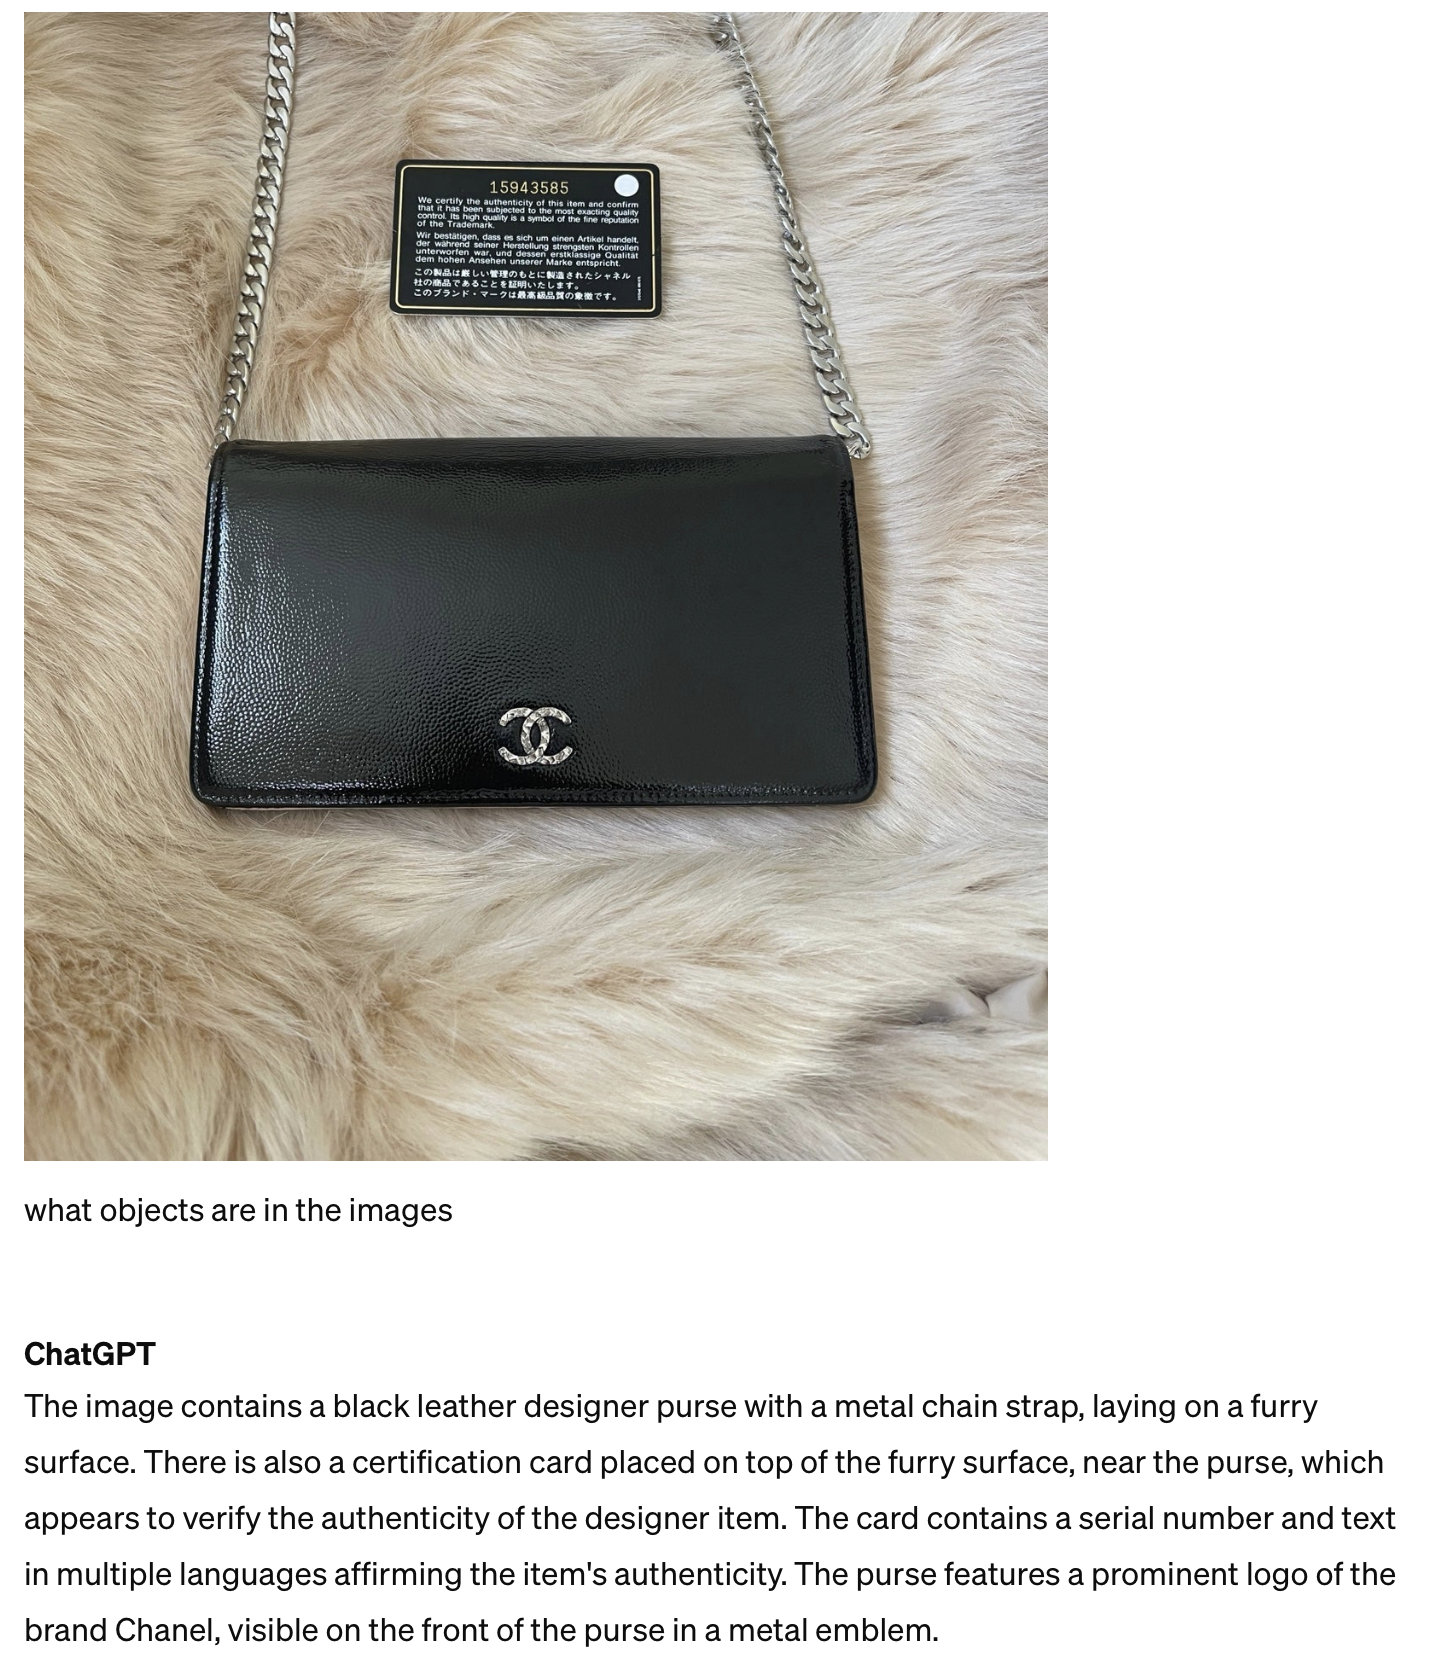 15943585
We certify the authenticity of this item and confirm
that it has been subjected to the most exacting quality
control. Its high quality is a symbol of the fine reputation
of the Trademark.
Wir bestätigen, dass es sich um einen Artikel handelt,
der während seiner Herstellung strengsten Kontrollen
unterworfen war, und dessen erstklassige Qualität
dem hohen Ansehen unserer Marke entspricht.
この製品は厳しい管理のもとに製造されたシャネル
社の商品であることを証明いたします。
このブランド・マークは最高級品質の象徴です。
what objects are in the images
ChatGPT
The image contains a black leather designer purse with a metal chain strap, laying on a furry
surface. There is also a certification card placed on top of the furry surface, near the purse, which
appears to verify the authenticity of the designer item. The card contains a serial number and text
in multiple languages affirming the item's authenticity. The purse features a prominent logo of the
brand Chanel, visible on the front of the purse in a metal emblem.